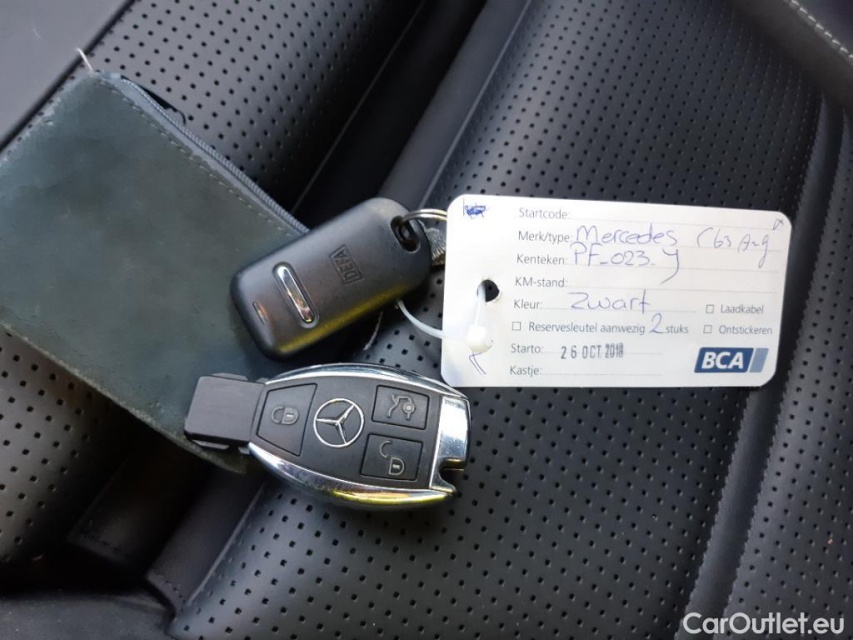 Startcode:
Merk/type: Mercedes C63 Amg
Kenteken: PF-023-Y
KM-stand:
Kleur: Zwart
Laadkabel
Reservesleutel aanwezig 2 stuks
Ontstickeren
Starto: 26 OCT 2018
BCA
Kastje:
DEFA
CarOutlet.eu